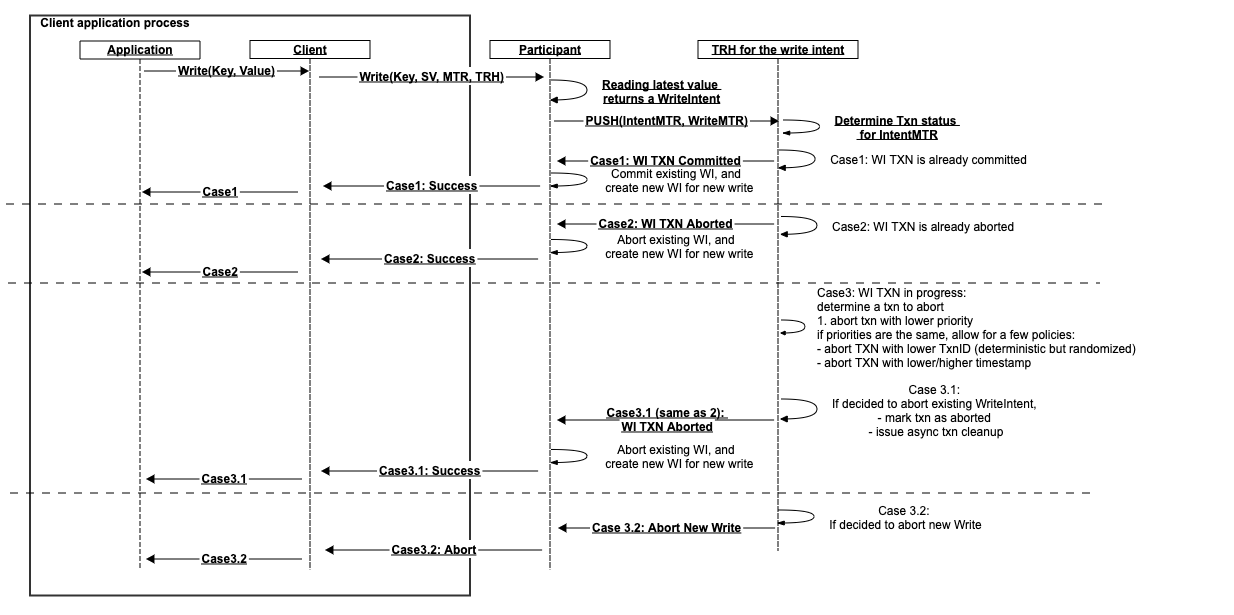 Client application process
Application
Client
Participant
TRH for the write intent
Write(Key, Value)
Write(Key, SV, MTR, TRH)
Reading latest value
returns a WriteIntent
PUSH(IntentMTR, WriteMTR)
Determine Txn status
for IntentMTR
Case1: WI TXN Committed
Case1: WI TXN is already committed
Commit existing WI, and
create new WI for new write
Case1: Success
Case1
Case2: WI TXN Aborted
Case2: WI TXN is already aborted
Abort existing WI, and
create new WI for new write
Case2: Success
Case2
Case3: WI TXN in progress:
determine a txn to abort
1. abort txn with lower priority
if priorities are the same, allow for a few policies:
- abort TXN with lower TxnID (deterministic but randomized)
- abort TXN with lower/higher timestamp
Case 3.1:
If decided to abort existing WriteIntent,
- mark txn as aborted
- issue async txn cleanup
Case3.1 (same as 2):
WI TXN Aborted
Abort existing WI, and
create new WI for new write
Case3.1: Success
Case3.1
Case 3.2:
If decided to abort new Write
Case 3.2: Abort New Write
Case3.2: Abort
Case3.2